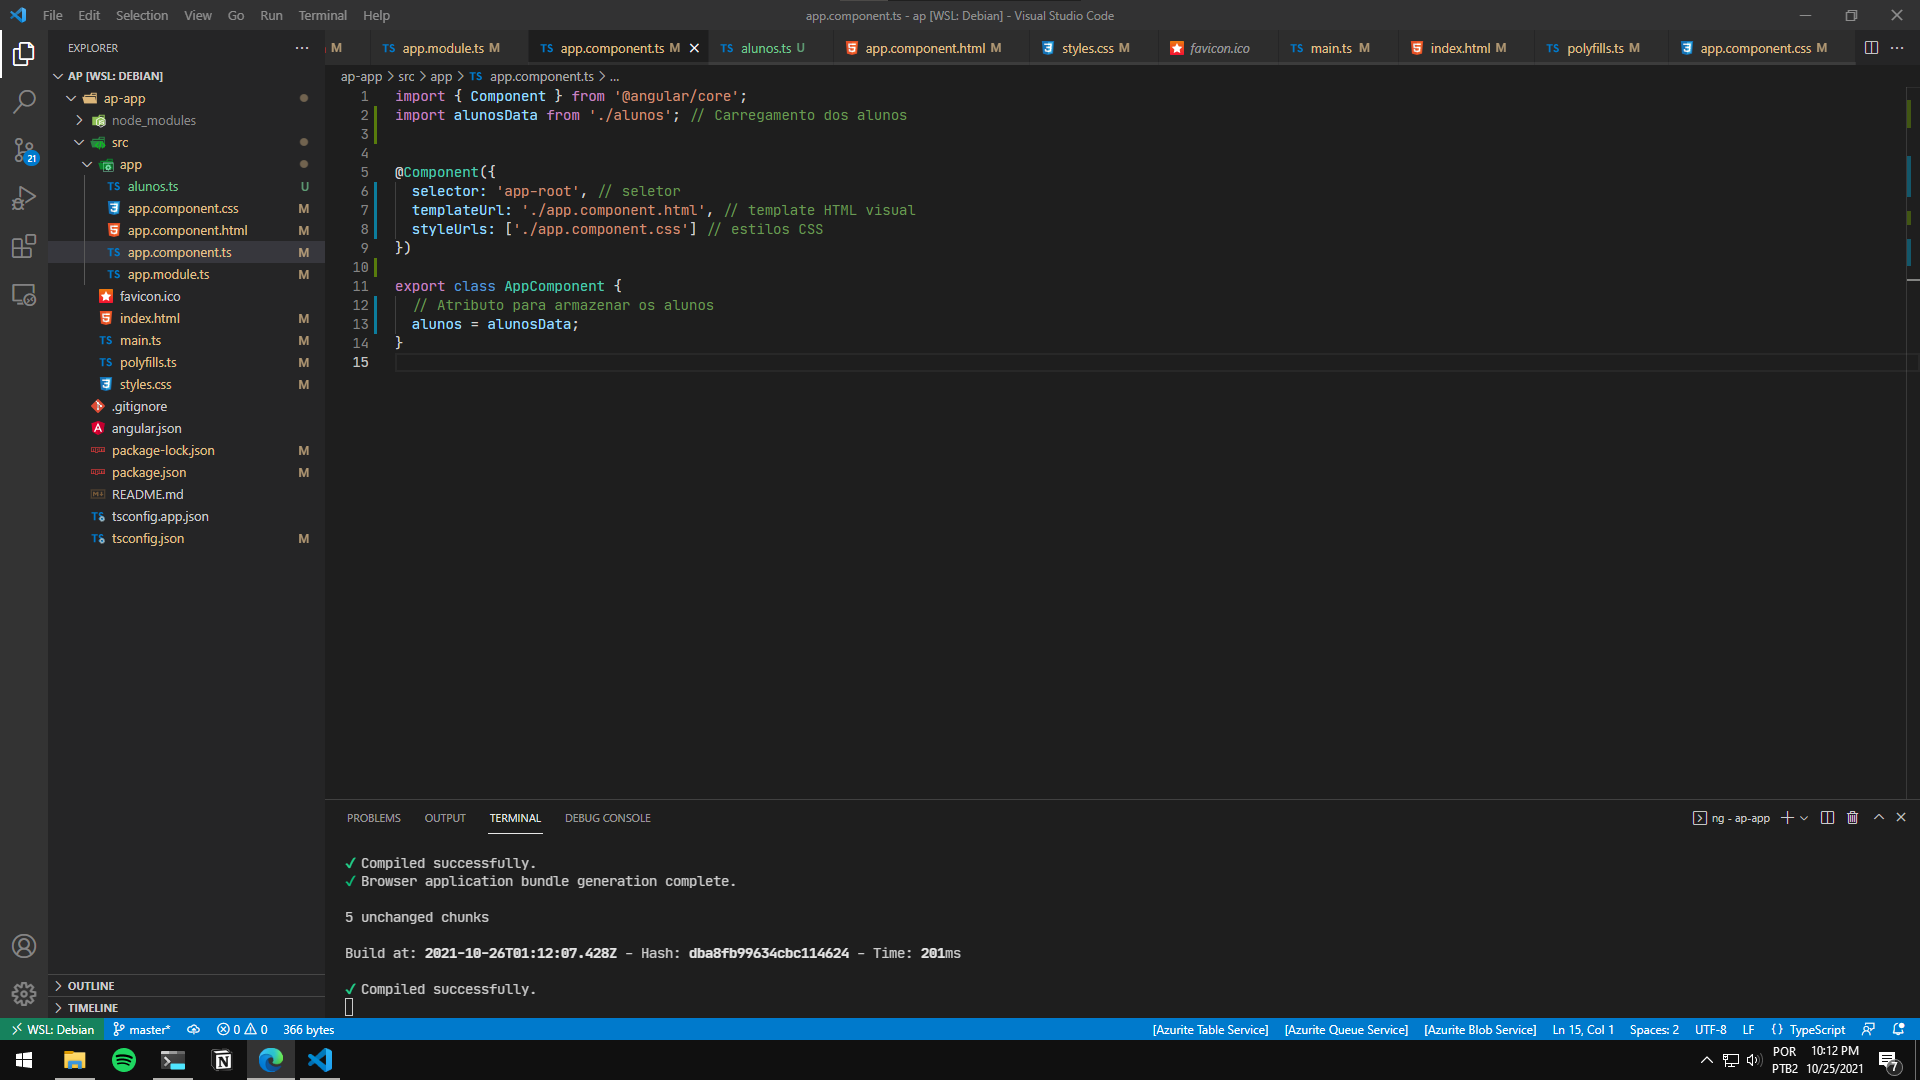 File Edit Selection View Go Run Terminal Help
app.component.ts - ap [WSL: Debian] - Visual Studio Code
EXPLORER
AP [WSL: DEBIAN]
ap-app
node_modules
src
app
alunos.ts U
app.component.css M
app.component.html M
app.component.ts M
app.module.ts M
favicon.ico
index.html M
main.ts M
polyfills.ts M
styles.css M
.gitignore
angular.json
package-lock.json M
package.json M
README.md
tsconfig.app.json
tsconfig.json M
OUTLINE
TIMELINE
21
M TS app.module.ts M TS app.component.ts M TS alunos.ts U app.component.html M styles.css M favicon.ico TS main.ts M index.html M TS polyfills.ts M app.component.css M
ap-app > src > app > TS app.component.ts > ...
1 import { Component } from '@angular/core';
2 import alunosData from './alunos'; // Carregamento dos alunos
3
4
5 @Component({
6 selector: 'app-root', // seletor
7 templateUrl: './app.component.html', // template HTML visual
8 styleUrls: ['./app.component.css'] // estilos CSS
9 })
10
11 export class AppComponent {
12 // Atributo para armazenar os alunos
13 alunos = alunosData;
14 }
15
PROBLEMS OUTPUT TERMINAL DEBUG CONSOLE
ng - ap-app
✓ Compiled successfully.
✓ Browser application bundle generation complete.
5 unchanged chunks
Build at: 2021-10-26T01:12:07.428Z - Hash: dba8fb99634cbc114624 - Time: 201ms
✓ Compiled successfully.
WSL: Debian master* 0 0 366 bytes
[Azurite Table Service] [Azurite Queue Service] [Azurite Blob Service] Ln 15, Col 1 Spaces: 2 UTF-8 LF {} TypeScript
POR 10:12 PM
PTB2 10/25/2021
7